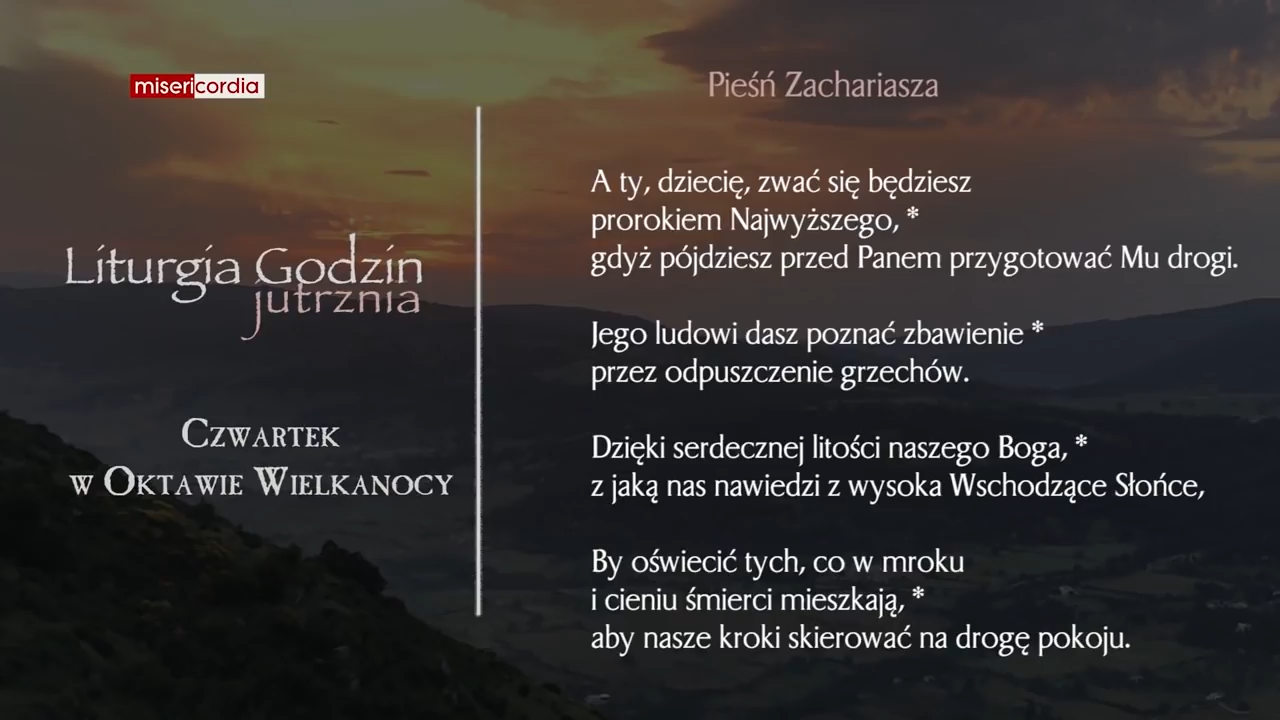 misericordia
Liturgia Godzin
jutrznia
Czwartek
w Oktawie Wielkanocy
Pieśń Zachariasza
A ty, dziecię, zwać się będziesz
prorokiem Najwyższego, *
gdyż pójdziesz przed Panem przygotować Mu drogi.
Jego ludowi dasz poznać zbawienie *
przez odpuszczenie grzechów.
Dzięki serdecznej litości naszego Boga, *
z jaką nas nawiedzi z wysoka Wschodzące Słońce,
By oświecić tych, co w mroku
i cieniu śmierci mieszkają, *
aby nasze kroki skierować na drogę pokoju.